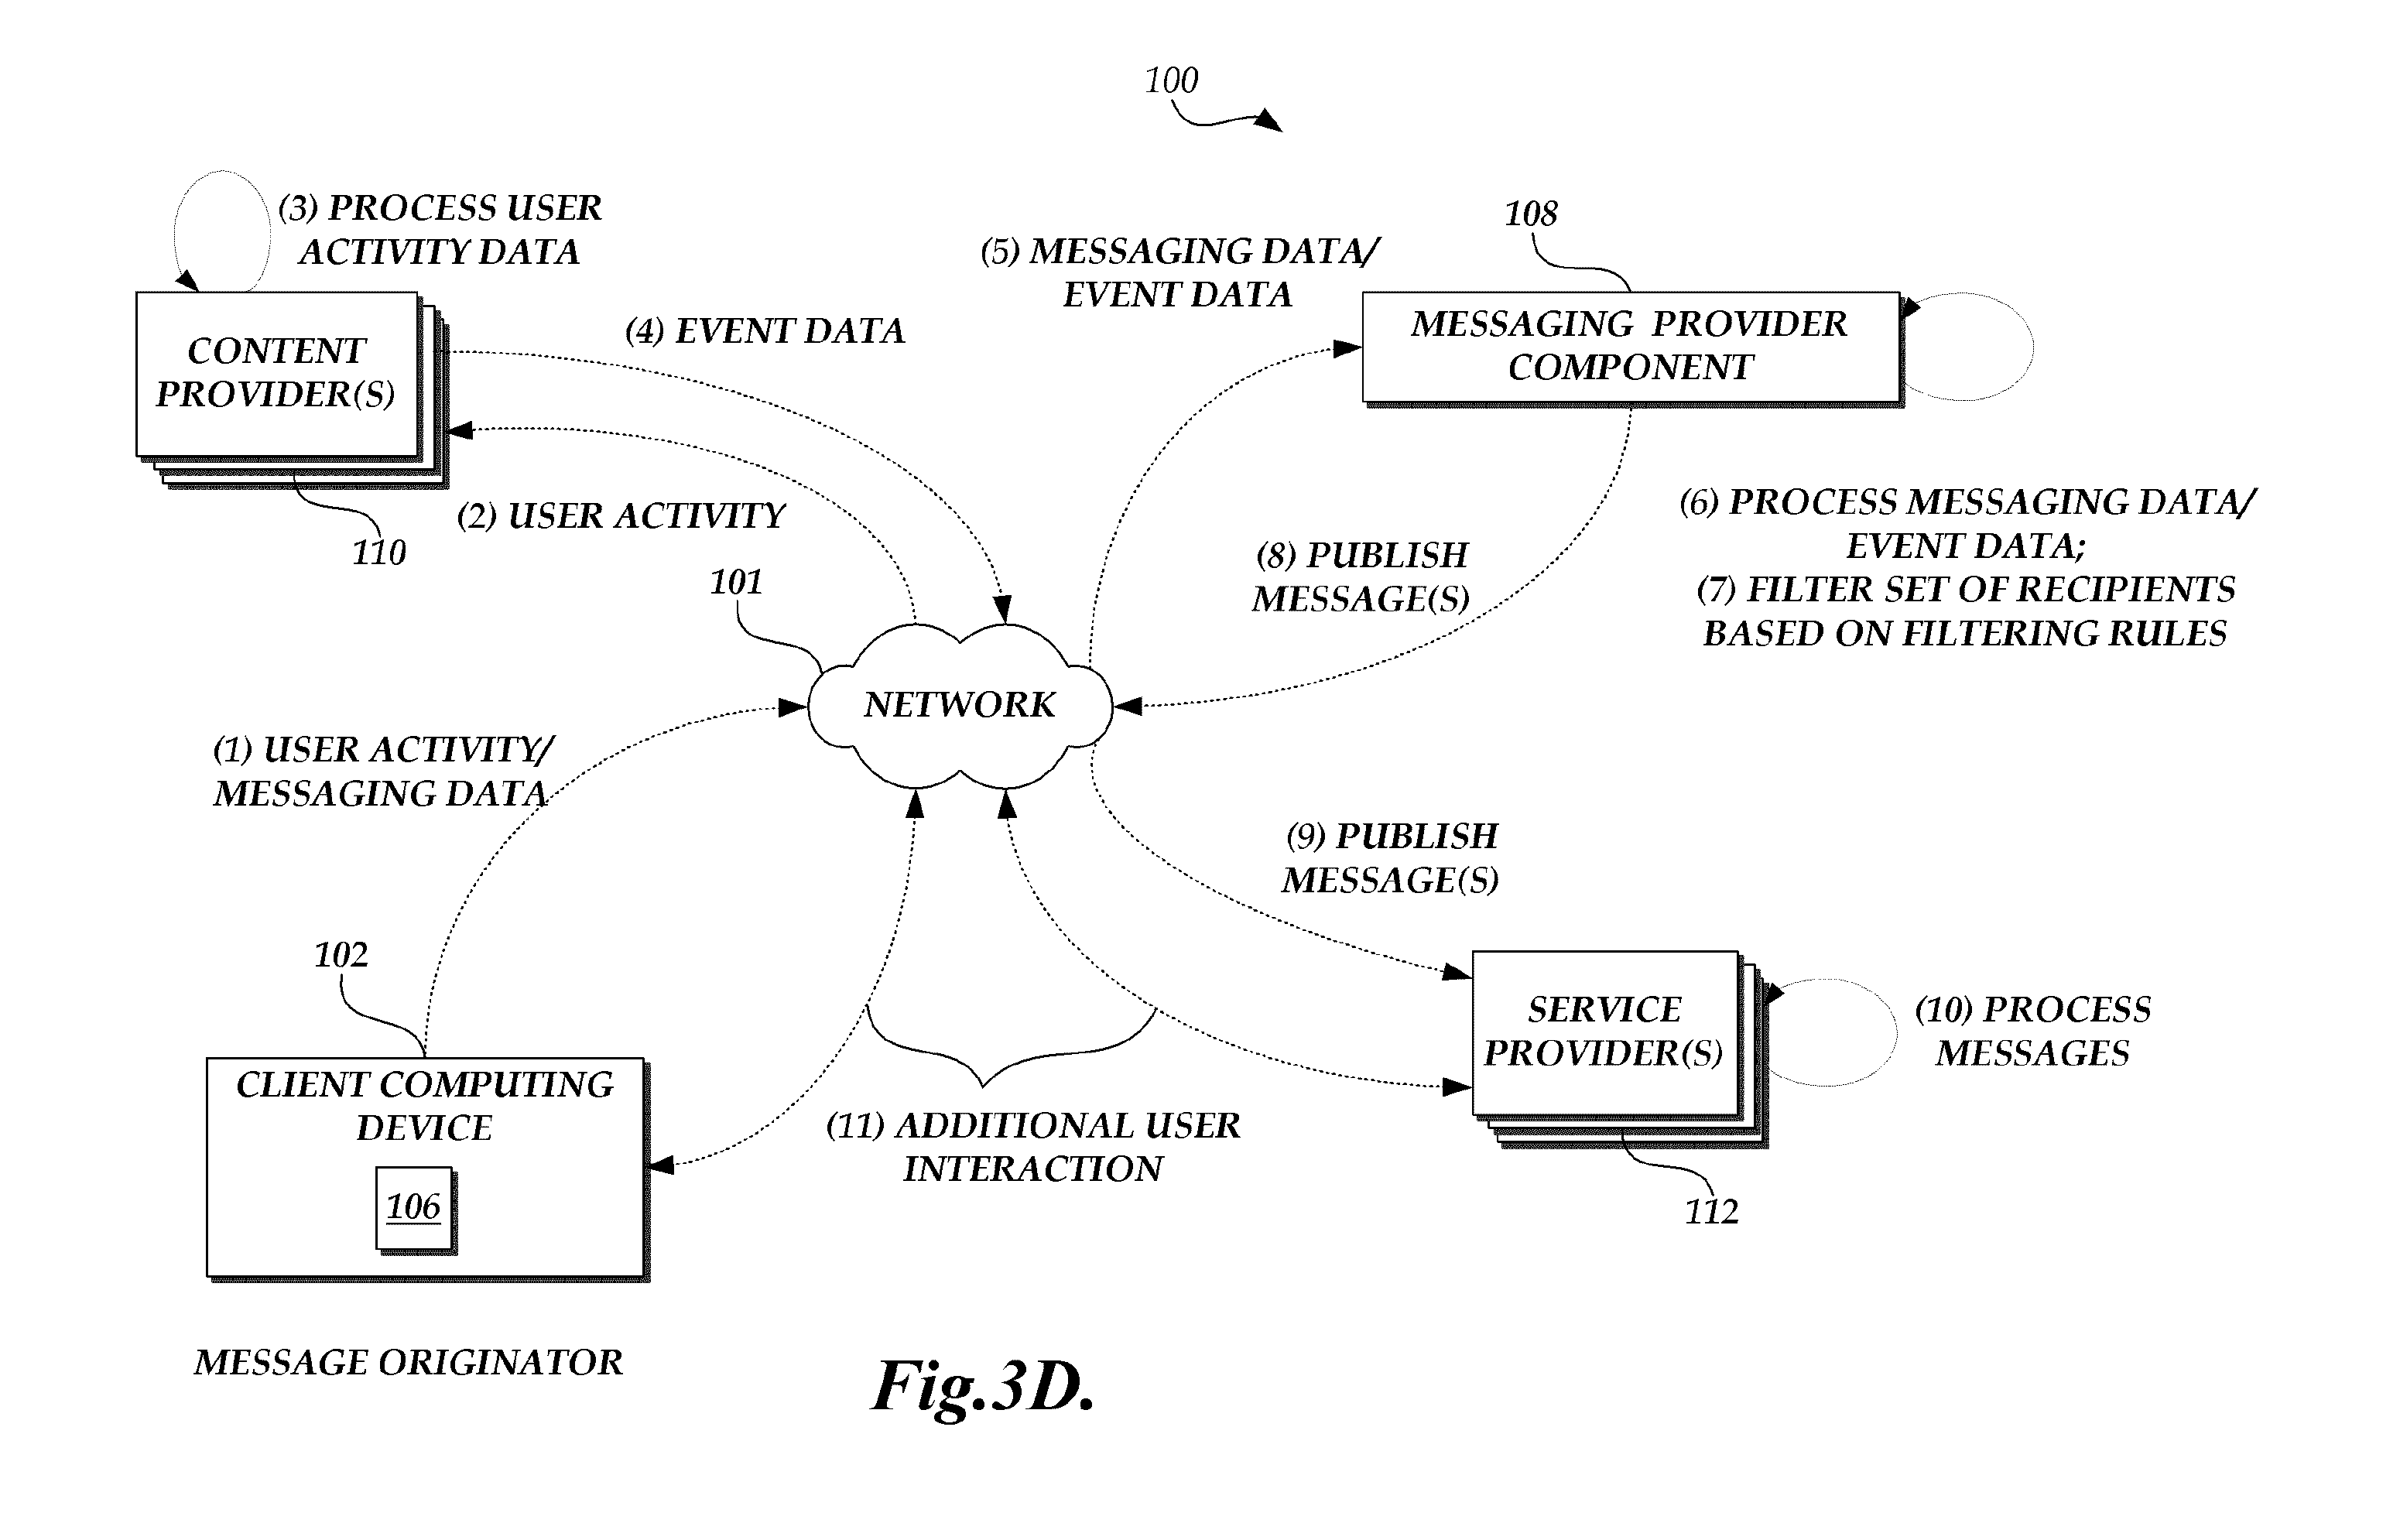 100
(3) PROCESS USER
ACTIVITY DATA
108
(5) MESSAGING DATA/
EVENT DATA
CONTENT
PROVIDER(S)
(4) EVENT DATA
MESSAGING PROVIDER
COMPONENT
(2) USER ACTIVITY
110
101
(6) PROCESS MESSAGING DATA/
EVENT DATA;
(7) FILTER SET OF RECIPIENTS
BASED ON FILTERING RULES
(8) PUBLISH
MESSAGE(S)
NETWORK
(1) USER ACTIVITY/
MESSAGING DATA
(9) PUBLISH
MESSAGE(S)
102
CLIENT COMPUTING
DEVICE
106
SERVICE
PROVIDER(S)
(10) PROCESS
MESSAGES
(11) ADDITIONAL USER
INTERACTION
112
MESSAGE ORIGINATOR
Fig.3D.